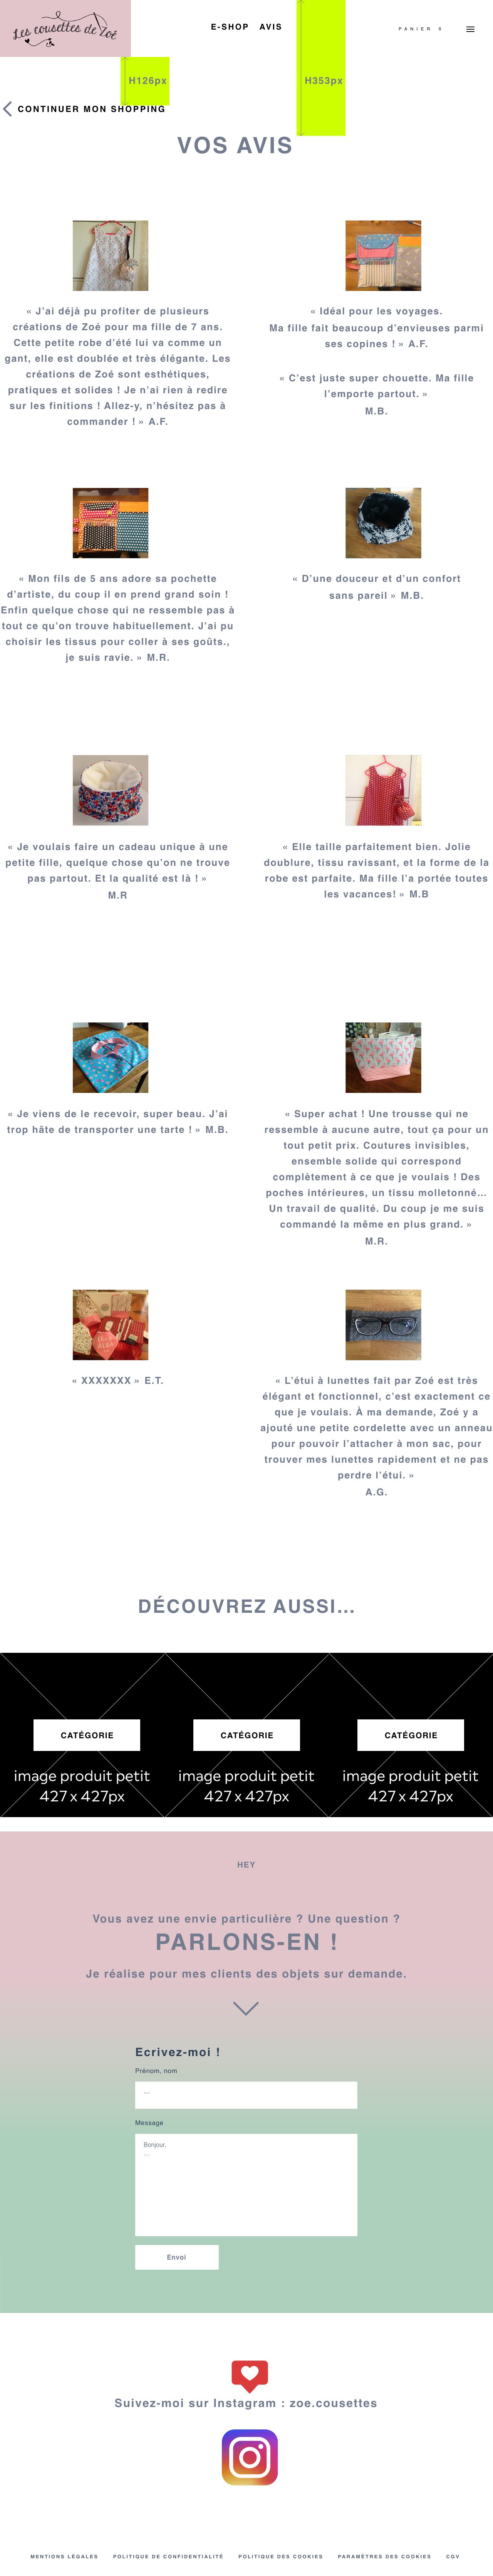 Les cousettes de Zoé
E-SHOP AVIS
PANIER 0
H126px
H353px
CONTINUER MON SHOPPING
VOS AVIS
« J’ai déjà pu profiter de plusieurs
créations de Zoé pour ma fille de 7 ans.
Cette petite robe d’été lui va comme un
gant, elle est doublée et très élégante. Les
créations de Zoé sont esthétiques,
pratiques et solides ! Je n’ai rien à redire
sur les finitions ! Allez-y, n’hésitez pas à
commander ! » A.F.
« Idéal pour les voyages.
Ma fille fait beaucoup d’envieuses parmi
ses copines ! » A.F.
« C’est juste super chouette. Ma fille
l’emporte partout. »
M.B.
« Mon fils de 5 ans adore sa pochette
d’artiste, du coup il en prend grand soin !
Enfin quelque chose qui ne ressemble pas à
tout ce qu’on trouve habituellement. J’ai pu
choisir les tissus pour coller à ses goûts.,
je suis ravie. » M.R.
« D’une douceur et d’un confort
sans pareil » M.B.
« Je voulais faire un cadeau unique à une
petite fille, quelque chose qu’on ne trouve
pas partout. Et la qualité est là ! »
M.R
« Elle taille parfaitement bien. Jolie
doublure, tissu ravissant, et la forme de la
robe est parfaite. Ma fille l’a portée toutes
les vacances! » M.B
« Je viens de le recevoir, super beau. J’ai
trop hâte de transporter une tarte ! » M.B.
« Super achat ! Une trousse qui ne
ressemble à aucune autre, tout ça pour un
tout petit prix. Coutures invisibles,
ensemble solide qui correspond
complètement à ce que je voulais ! Des
poches intérieures, un tissu molletonné...
Un travail de qualité. Du coup je me suis
commandé la même en plus grand. »
M.R.
« XXXXXXX » E.T.
« L’étui à lunettes fait par Zoé est très
élégant et fonctionnel, c’est exactement ce
que je voulais. À ma demande, Zoé y a
ajouté une petite cordelette avec un anneau
pour pouvoir l’attacher à mon sac, pour
trouver mes lunettes rapidement et ne pas
perdre l’étui. »
A.G.
DÉCOUVREZ AUSSI...
CATÉGORIE
image produit petit
427 x 427px
CATÉGORIE
image produit petit
427 x 427px
CATÉGORIE
image produit petit
427 x 427px
HEY
Vous avez une envie particulière ? Une question ?
PARLONS-EN !
Je réalise pour mes clients des objets sur demande.
Ecrivez-moi !
Prénom, nom
...
Message
Bonjour,
...
Envoi
Suivez-moi sur Instagram : zoe.cousettes
MENTIONS LÉGALES POLITIQUE DE CONFIDENTIALITÉ POLITIQUE DES COOKIES PARAMÈTRES DES COOKIES CGV